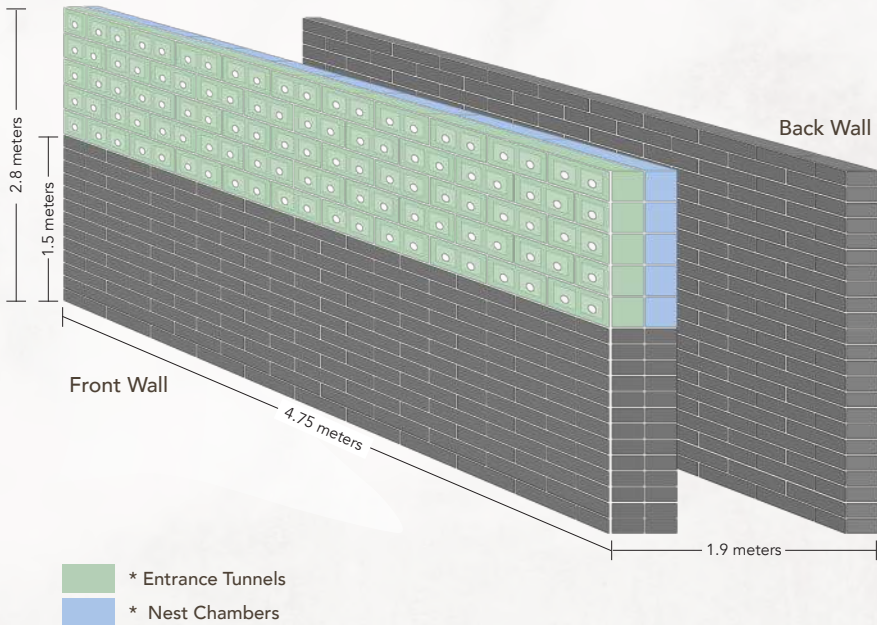 Back Wall
2.8 meters
1.5 meters
Front Wall
4.75 meters
1.9 meters
* Entrance Tunnels
* Nest Chambers